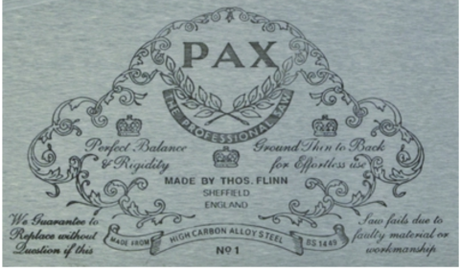 PAX
THE PROFESSIONAL SAW
Perfect Balance
& Rigidity
Ground Thin to Back
for Effortless use
MADE BY THOS. FLINN
SHEFFIELD
ENGLAND
We Guarantee to
Replace without
Question if this
Saw fails due to
faulty material or
workmanship
MADE FROM
HIGH CARBON ALLOY STEEL
BS 1449
Nº1